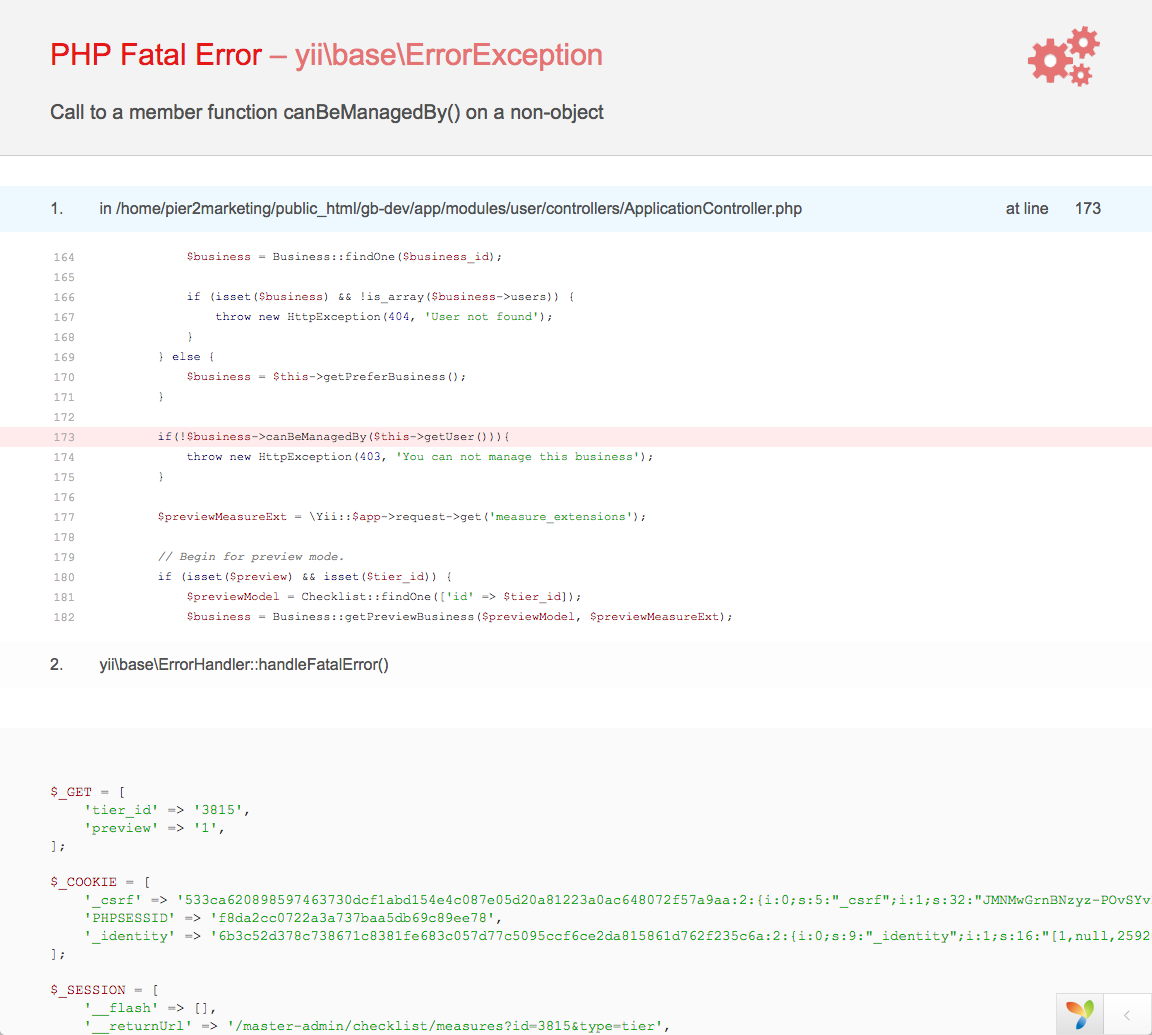 PHP Fatal Error – yii\base\ErrorException
Call to a member function canBeManagedBy() on a non-object
1. in /home/pier2marketing/public_html/gb-dev/app/modules/user/controllers/ApplicationController.php at line 173
164 $business = Business::findOne($business_id);
165
166 if (isset($business) && !is_array($business->users)) {
167 throw new HttpException(404, 'User not found');
168 }
169 } else {
170 $business = $this->getPreferBusiness();
171 }
172
173 if(!$business->canBeManagedBy($this->getUser())){
174 throw new HttpException(403, 'You can not manage this business');
175 }
176
177 $previewMeasureExt = \Yii::$app->request->get('measure_extensions');
178
179 // Begin for preview mode.
180 if (isset($preview) && isset($tier_id)) {
181 $previewModel = Checklist::findOne(['id' => $tier_id]);
182 $business = Business::getPreviewBusiness($previewModel, $previewMeasureExt);
2. yii\base\ErrorHandler::handleFatalError()
$_GET = [
'tier_id' => '3815',
'preview' => '1',
];
$_COOKIE = [
'_csrf' => '533ca620898597463730dcf1abd154e4c087e05d20a81223a0ac648072f57a9aa:2:{i:0;s:5:"_csrf";i:1;s:32:"JMNMwGrnBNzyz-POvSYv
'PHPSESSID' => 'f8da2cc0722a3a737baa5db69c89ee78',
'_identity' => '6b3c52d378c738671c8381fe683c057d77c5095ccf6ce2da815861d762f235c6a:2:{i:0;s:9:"_identity";i:1;s:16:"[1,null,2592
];
$_SESSION = [
'__flash' => [],
'__returnUrl' => '/master-admin/checklist/measures?id=3815&type=tier',